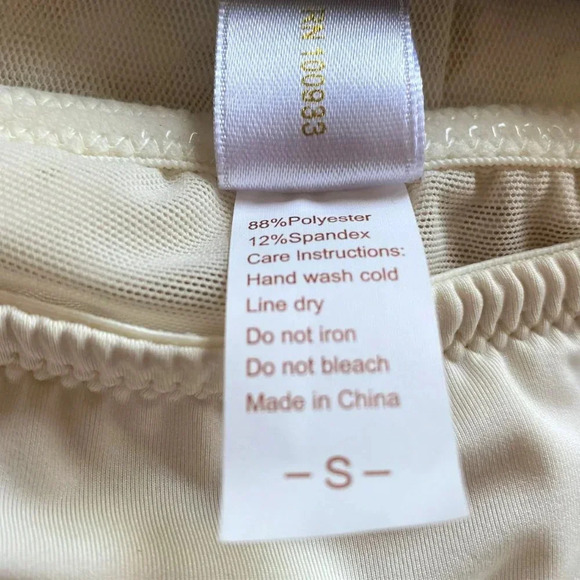 RN 100933
88%Polyester
12%Spandex
Care Instructions:
Hand wash cold
Line dry
Do not iron
Do not bleach
Made in China
– S –